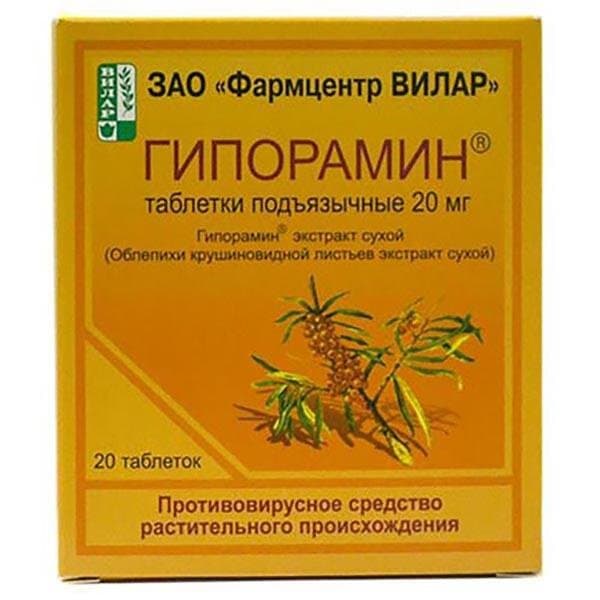 ВИЛАР
ЗАО «Фармцентр ВИЛАР»
ГИПОРАМИН®
таблетки подъязычные 20 мг
Гипорамин® экстракт сухой
(Облепихи крушиновидной листьев экстракт сухой)
20 таблеток
Противовирусное средство
растительного происхождения